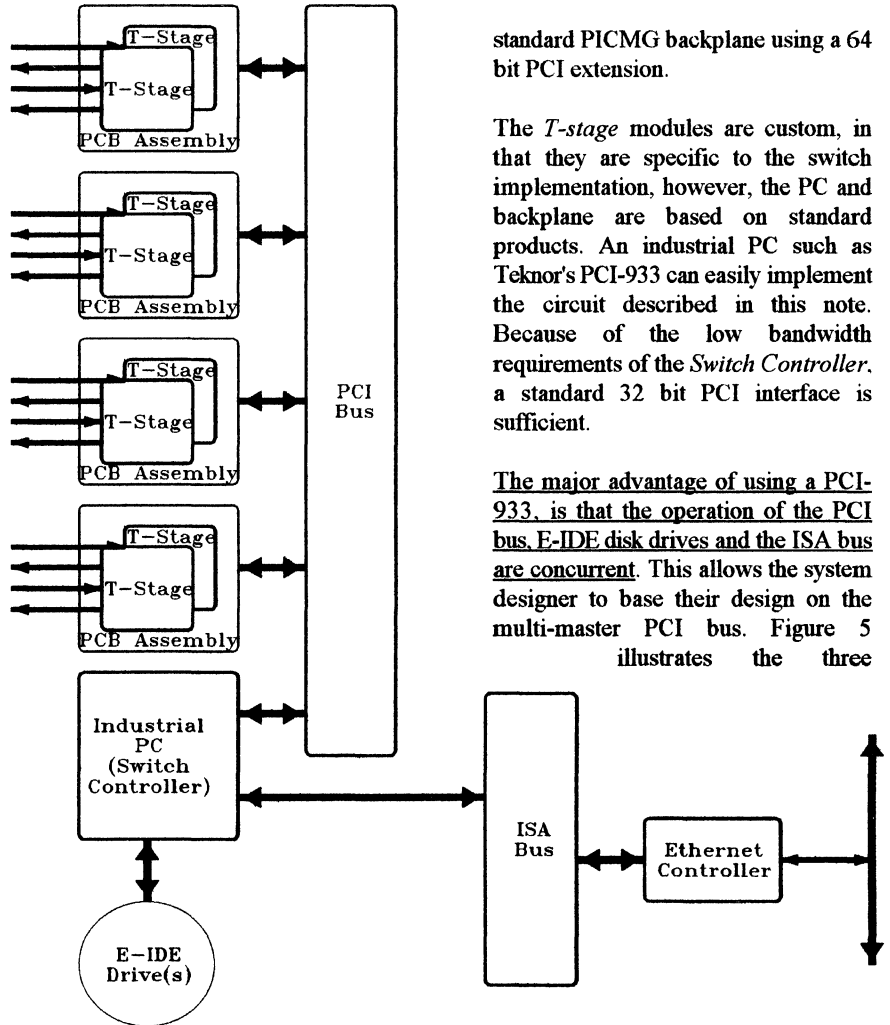 T-Stage
T-Stage
PCB Assembly
T-Stage
T-Stage
PCB Assembly
T-Stage
T-Stage
PCB Assembly
T-Stage
T-Stage
PCB Assembly
PCI
Bus
Industrial
PC
(Switch
Controller)
E-IDE
Drive(s)
ISA
Bus
Ethernet
Controller
standard PICMG backplane using a 64
bit PCI extension.
The T-stage modules are custom, in
that they are specific to the switch
implementation, however, the PC and
backplane are based on standard
products. An industrial PC such as
Teknor's PCI-933 can easily implement
the circuit described in this note.
Because of the low bandwidth
requirements of the Switch Controller,
a standard 32 bit PCI interface is
sufficient.
The major advantage of using a PCI-
933, is that the operation of the PCI
bus, E-IDE disk drives and the ISA bus
are concurrent. This allows the system
designer to base their design on the
multi-master PCI bus. Figure 5
illustrates the three